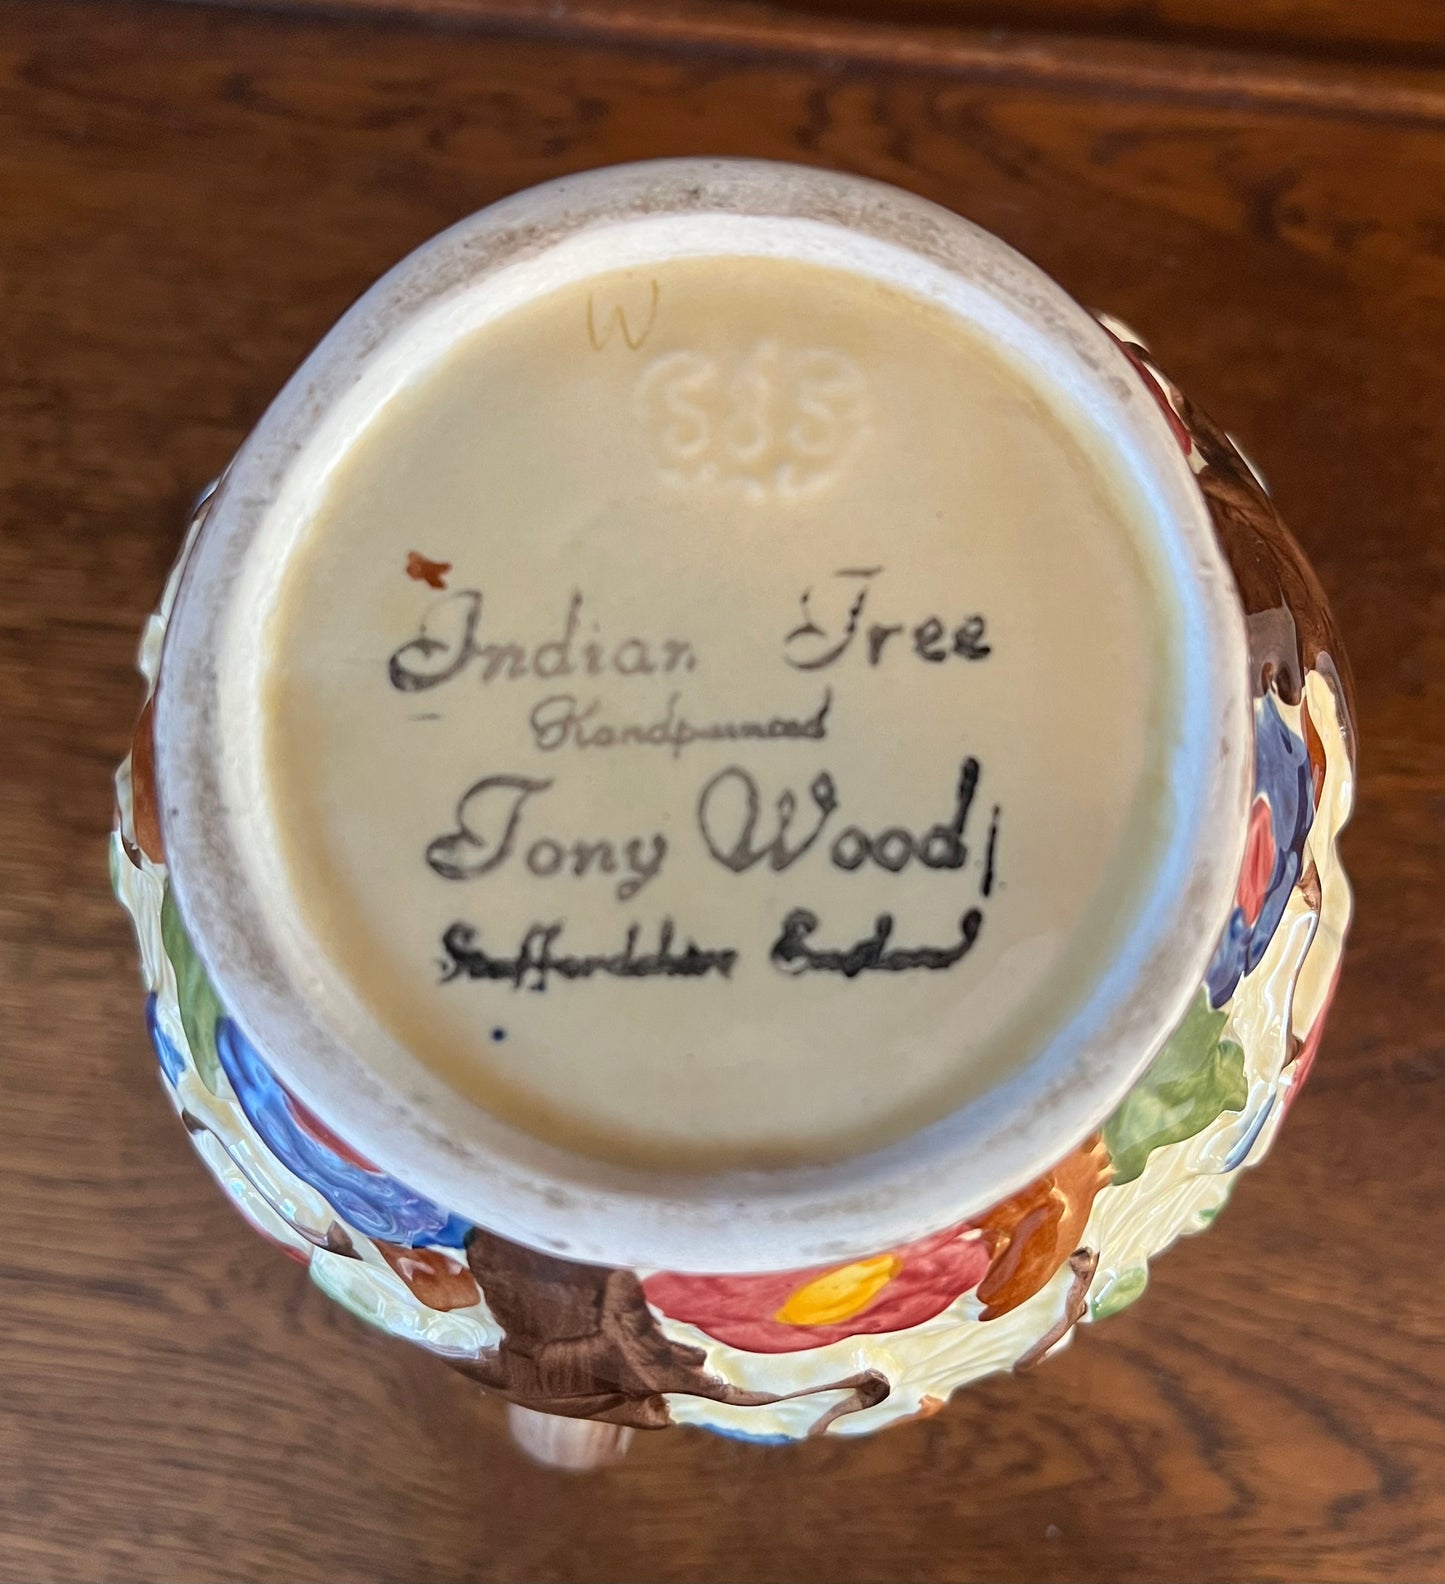 W
Indian Tree
Handpainted
Tony Wood,
Staffordshire England